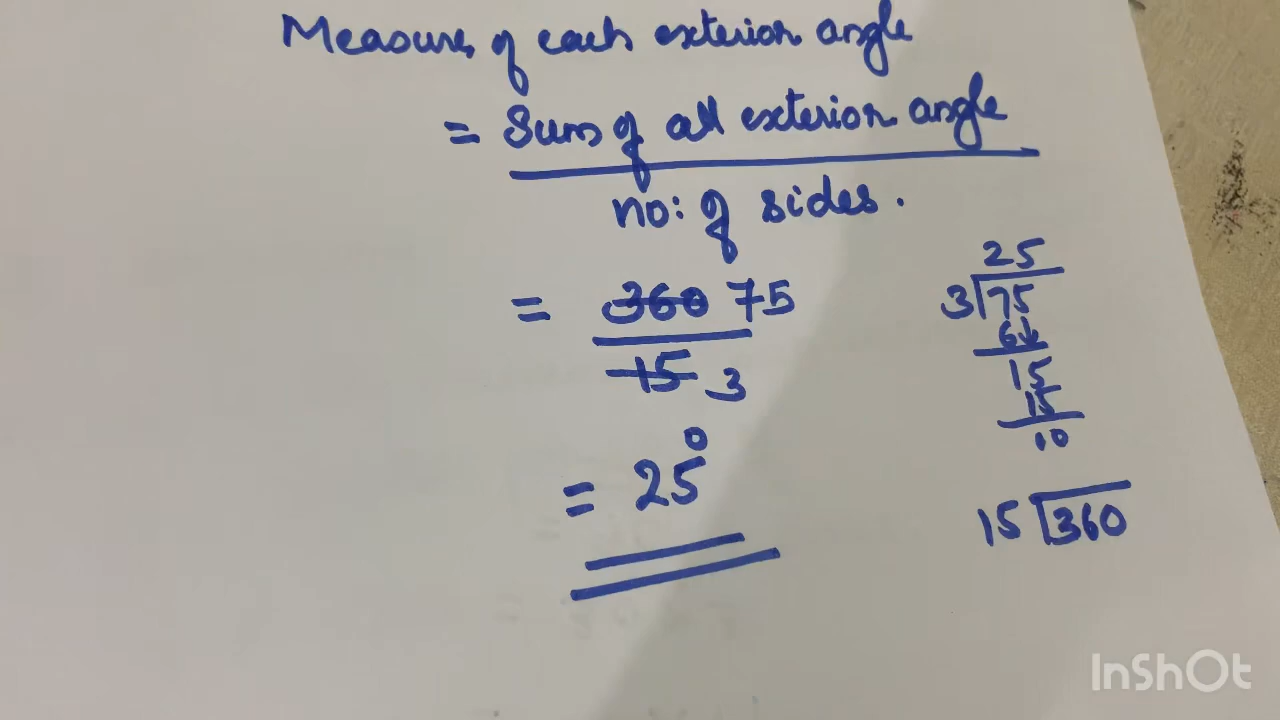 Measure of each exterior angle
= Sum of all exterior angle
no: of sides.
= 360 75
15 3
= 25°
25
3 75
6
15
15
10
15 360
InShOt